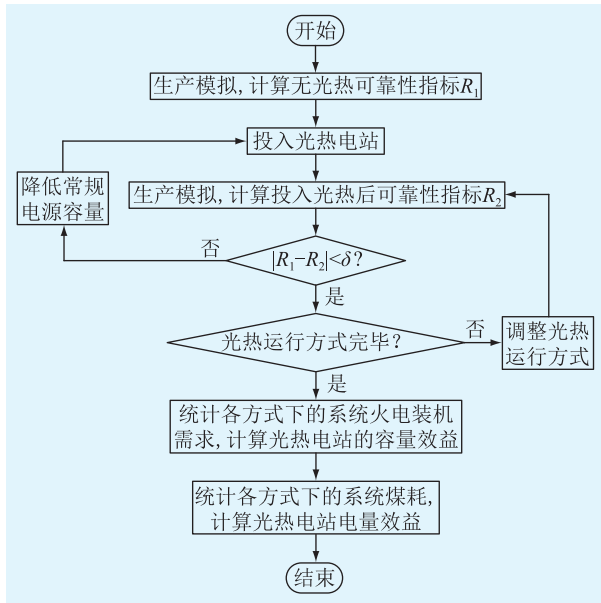 开始
生产模拟,计算无光热可靠性指标R₁
投入光热电站
降低常规
电源容量
生产模拟,计算投入光热后可靠性指标R₂
否
|R₁−R₂|<δ?
是
光热运行方式完毕?
否
调整光热
运行方式
是
统计各方式下的系统火电装机
需求,计算光热电站的容量效益
统计各方式下的系统煤耗,
计算光热电站电量效益
结束